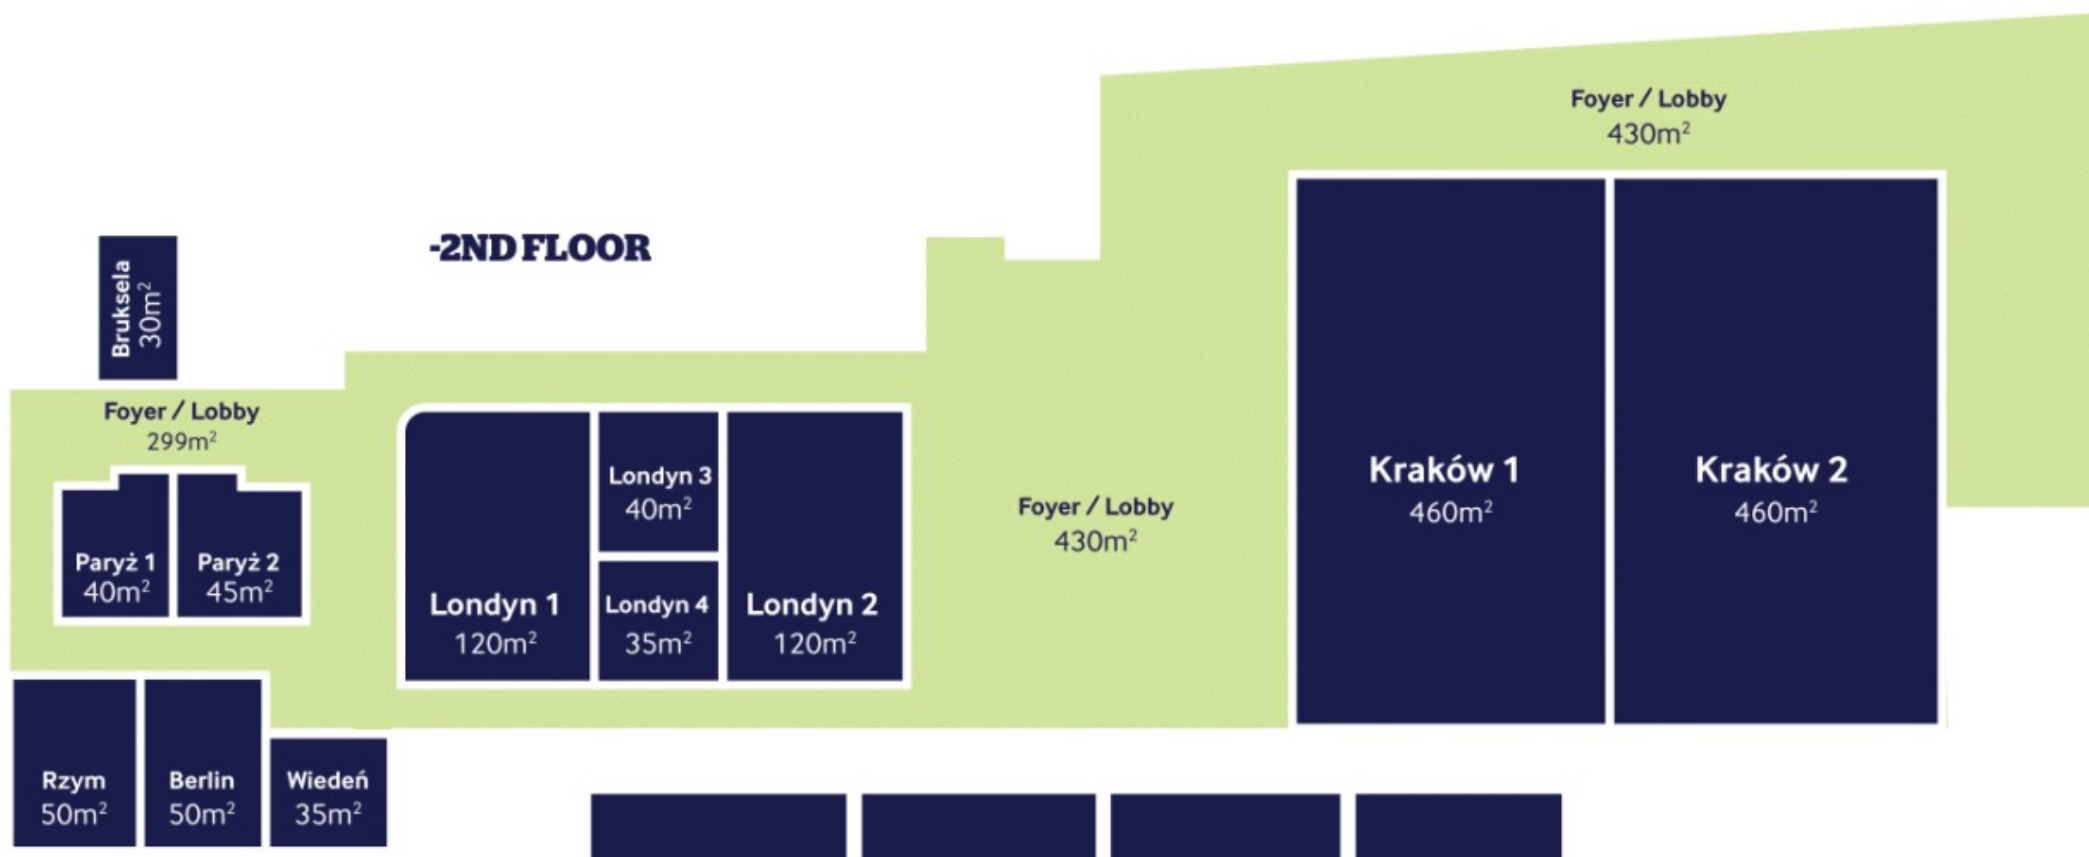 Foyer / Lobby
430m²
-2ND FLOOR
Bruksela
30m²
Foyer / Lobby
299m²
Paryż 1
40m²
Paryż 2
45m²
Londyn 1
120m²
Londyn 3
40m²
Londyn 4
35m²
Londyn 2
120m²
Foyer / Lobby
430m²
Kraków 1
460m²
Kraków 2
460m²
Rzym
50m²
Berlin
50m²
Wiedeń
35m²